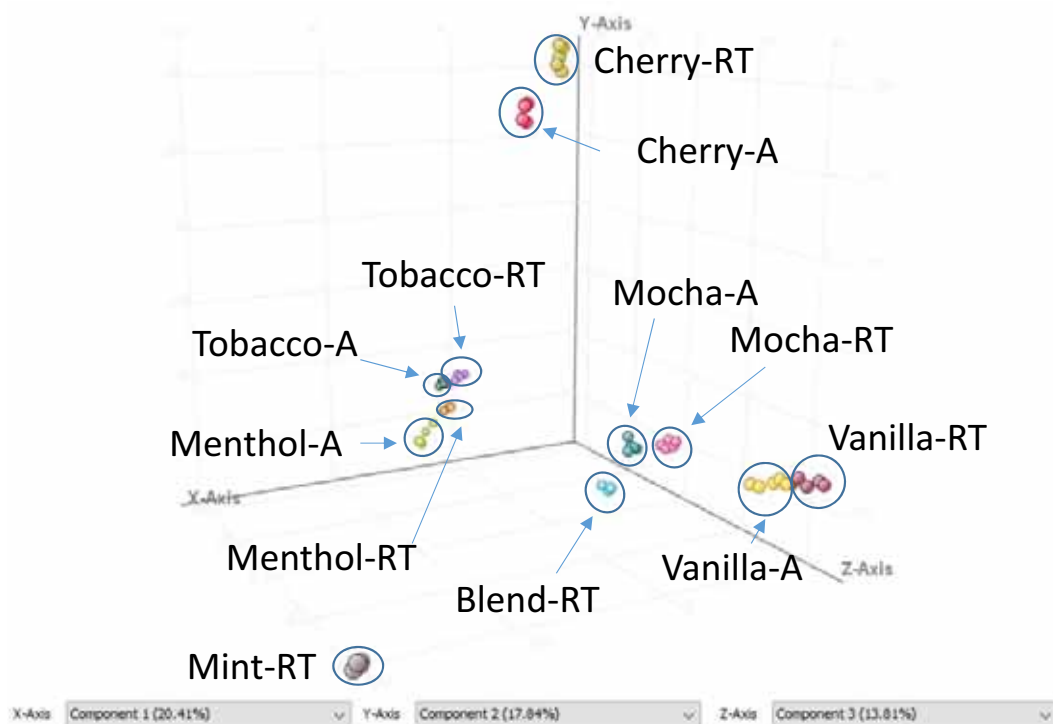 Y-Axis
Cherry-RT
Cherry-A
Tobacco-RT
Mocha-A
Tobacco-A
Mocha-RT
Menthol-A
Vanilla-RT
X-Axis
Menthol-RT
Vanilla-A
Z-Axis
Blend-RT
Mint-RT
X-Axis Component 1 (20.41%) Y-Axis Component 2 (17.84%) Z-Axis Component 3 (13.81%)